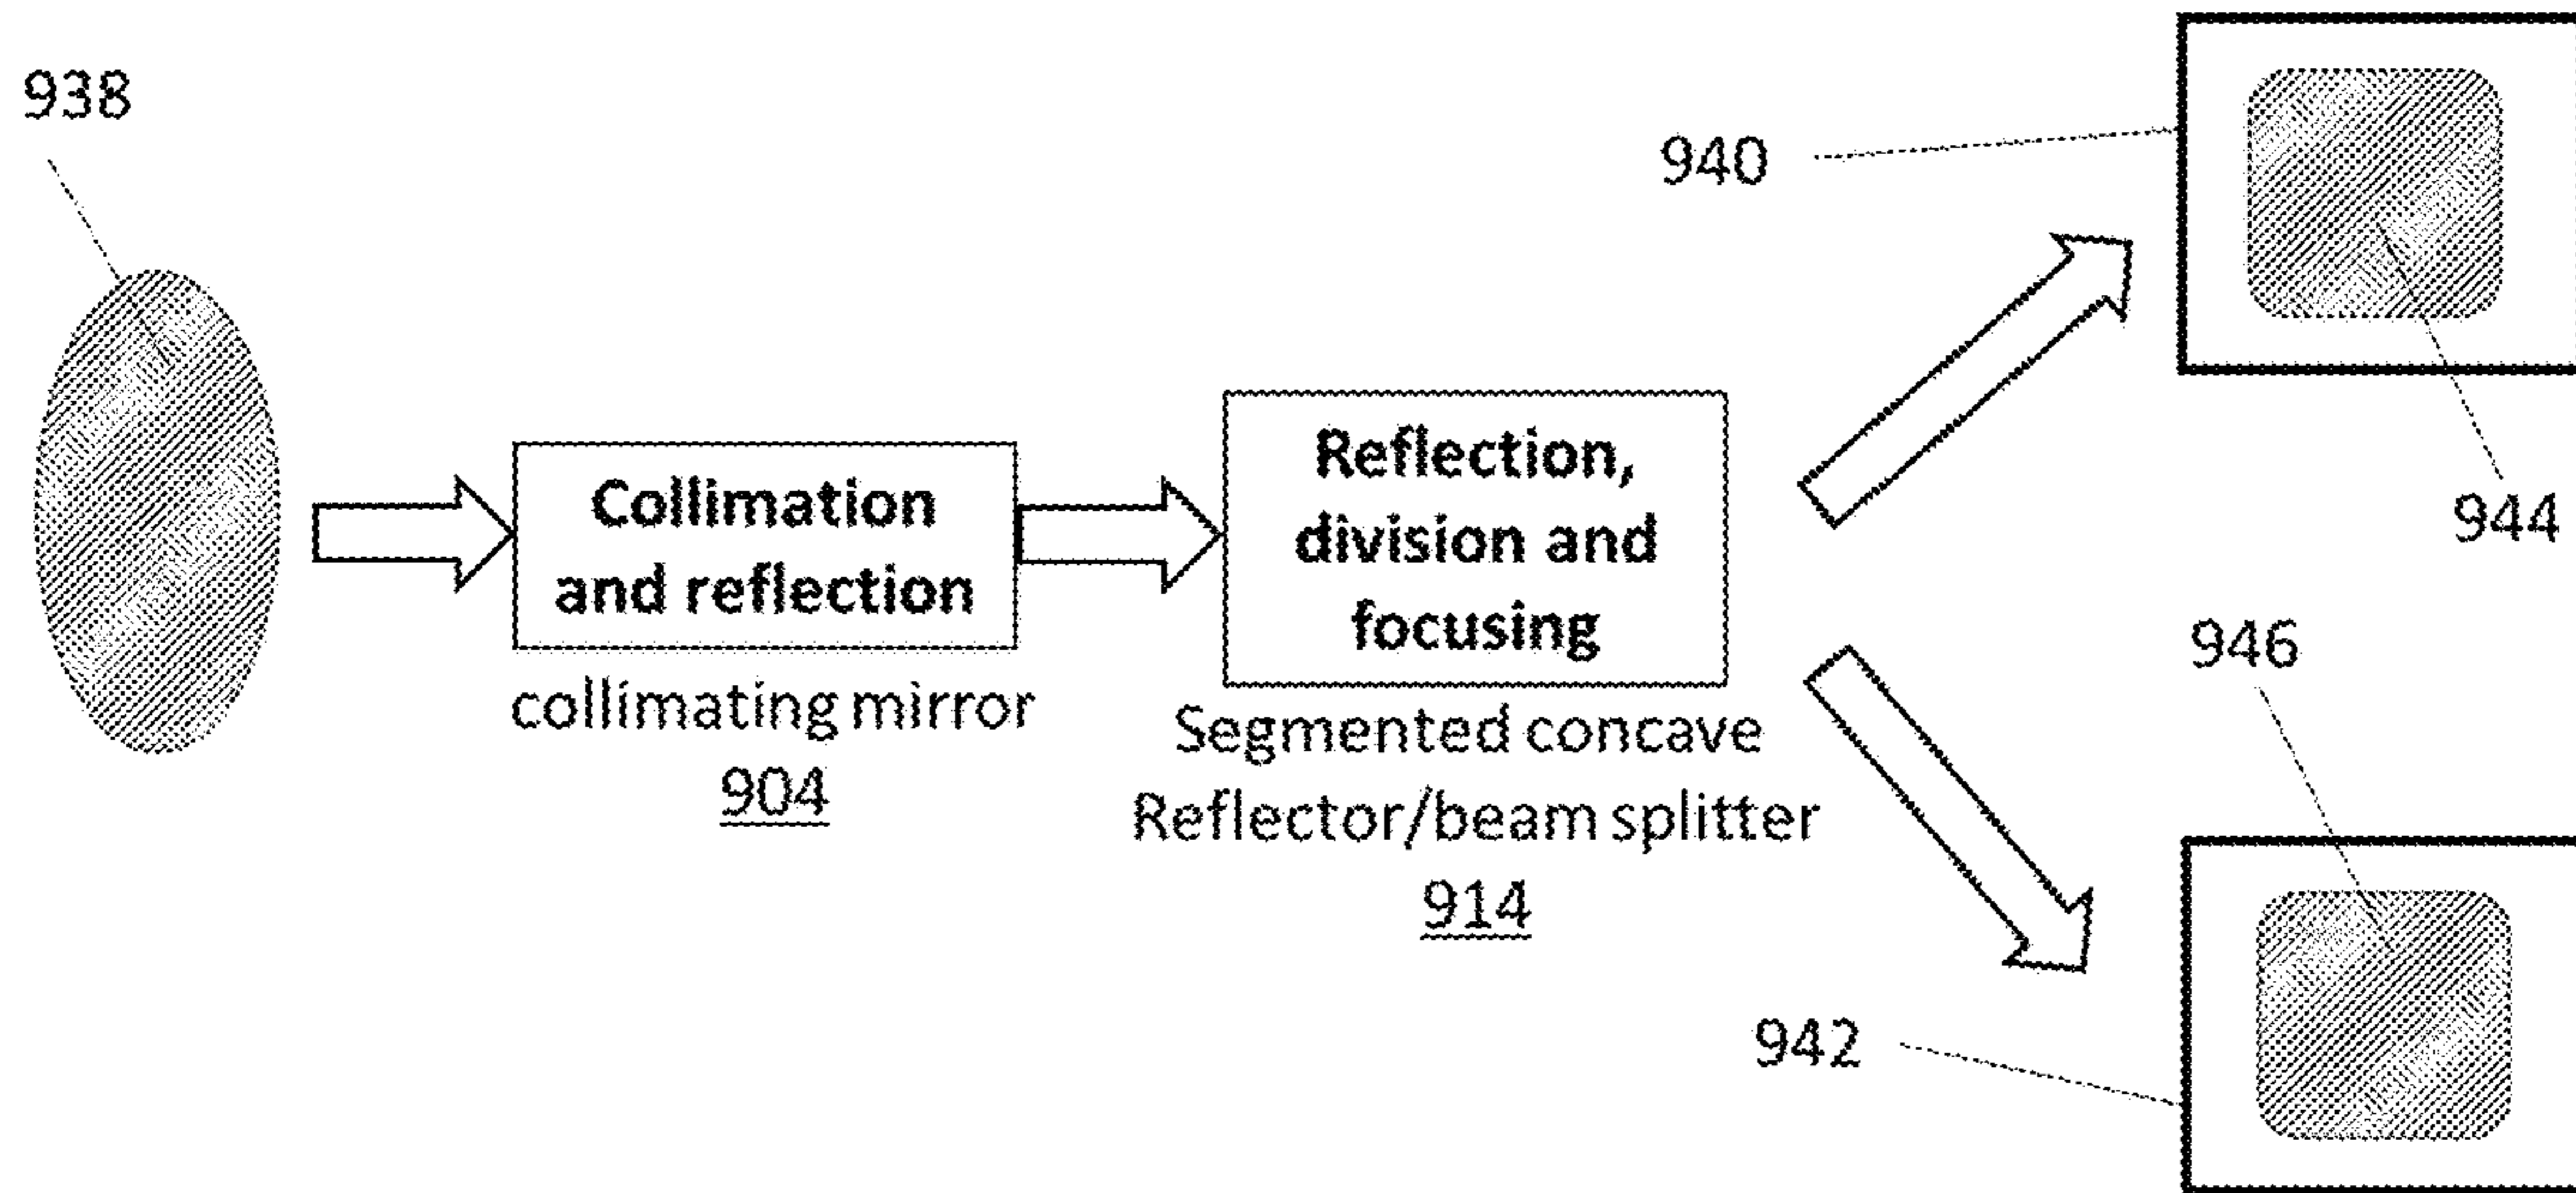 938
940
944
Collimation
and reflection
collimating mirror
904
Reflection,
division and
focusing
Segmented concave
Reflector/beam splitter
914
946
942